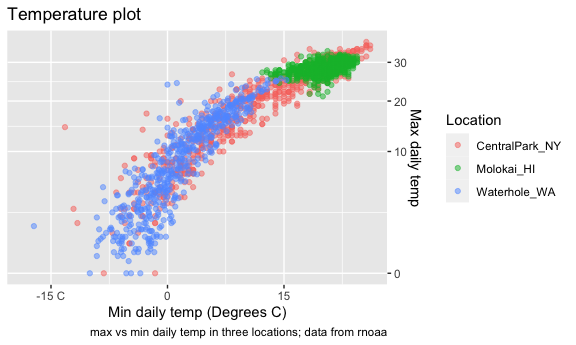 Temperature plot
30
20
10
0
Max daily temp
-15 C
0
15
Min daily temp (Degrees C)
max vs min daily temp in three locations; data from rnoaa
Location
CentralPark_NY
Molokai_HI
Waterhole_WA